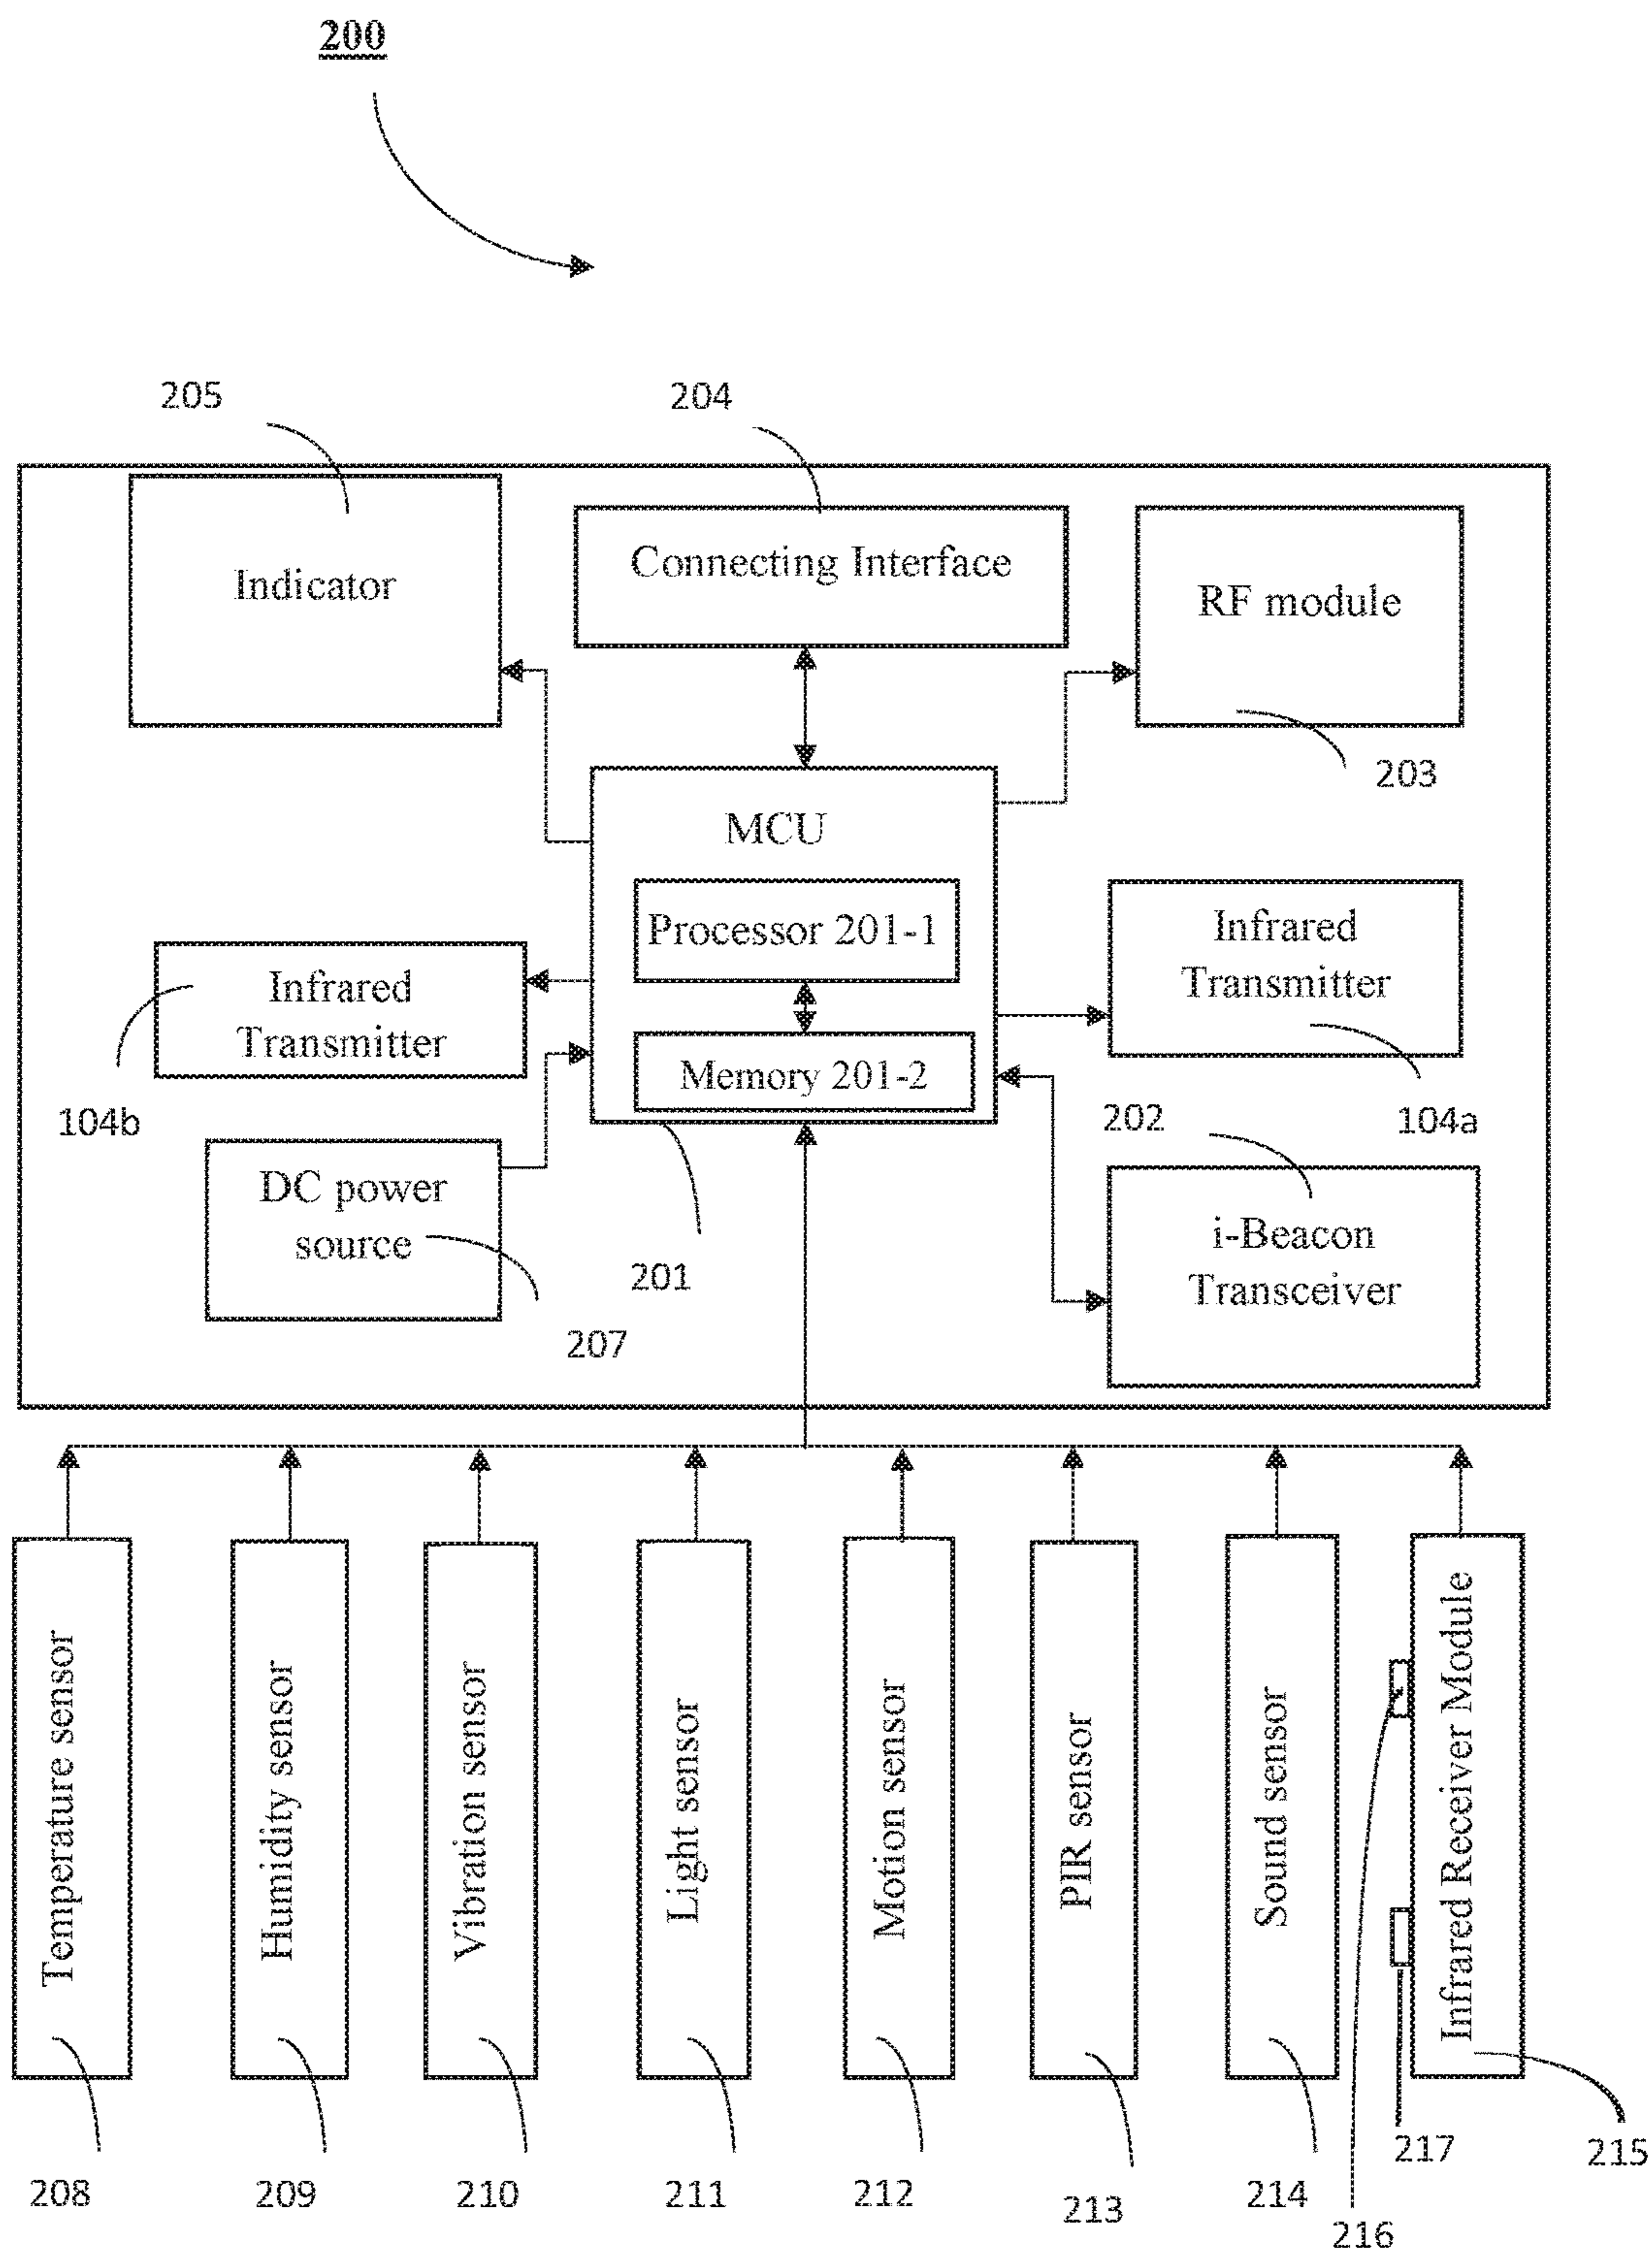 200
205
204
Indicator
Connecting Interface
RF module
203
MCU
Processor 201-1
Memory 201-2
Infrared
Transmitter
104a
Infrared
Transmitter
104b
202
DC power
source
207
201
i-Beacon
Transceiver
Temperature sensor
Humidity sensor
Vibration sensor
Light sensor
Motion sensor
PIR sensor
Sound sensor
Infrared Receiver Module
208
209
210
211
212
213
214
216
217
215